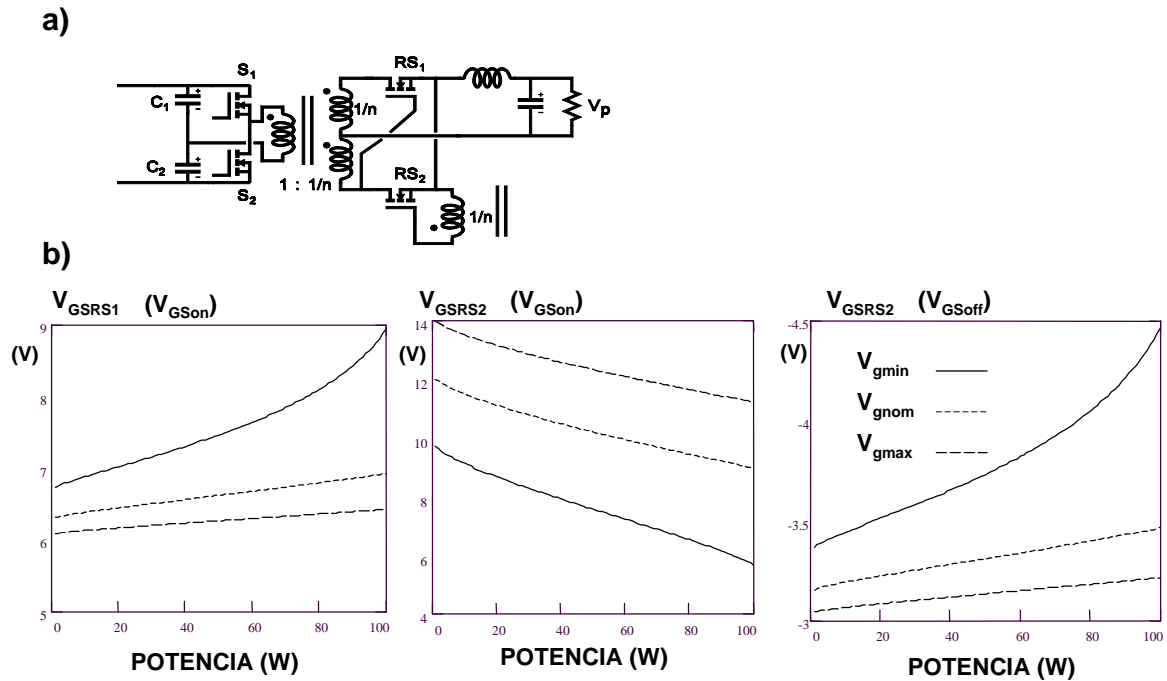 a)
S1
RS1
C1
+
-
1/n
+
-
Vp
C2
+
-
S2
1 : 1/n
RS2
1/n
b)
VGSRS1 (VGSon)
(V)
9
8
7
6
5
0 20 40 60 80 100
POTENCIA (W)
VGSRS2 (VGSon)
(V)
14
12
10
8
6
4
0 20 40 60 80 100
POTENCIA (W)
VGSRS2 (VGSoff)
(V)
-4.5
-4
-3.5
-3
Vgmin
Vgnom
Vgmax
0 20 40 60 80 100
POTENCIA (W)